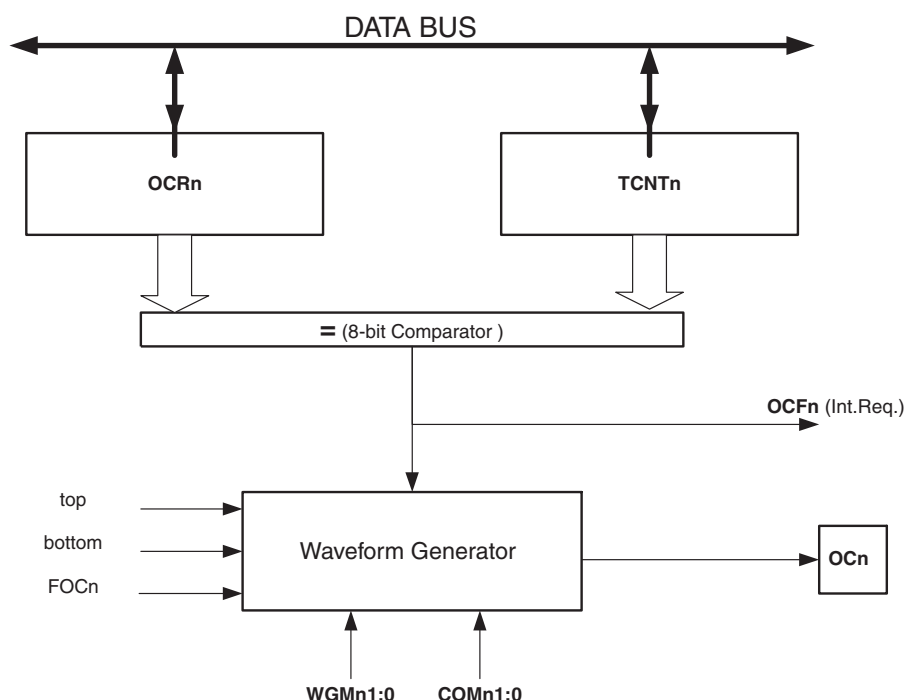 DATA BUS
OCRn
TCNTn
= (8-bit Comparator )
OCFn (Int.Req.)
top
bottom
FOCn
Waveform Generator
OCn
WGMn1:0 COMn1:0